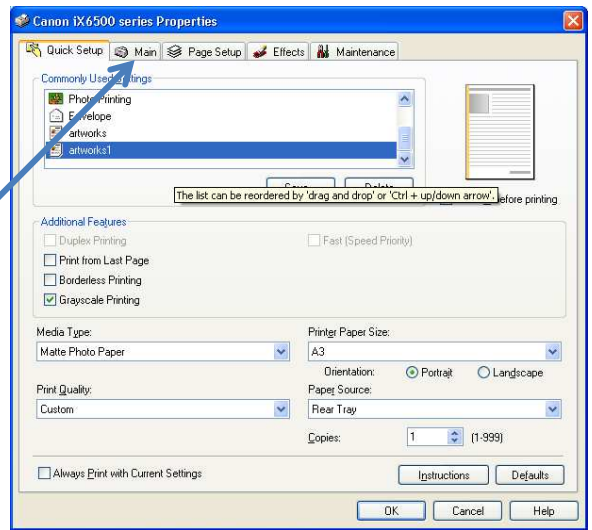 Canon iX6500 series Properties
Quick Setup Main Page Setup Effects Maintenance
Commonly Used Settings
Photo Printing
Envelope
artworks
artworks1
The list can be reordered by 'drag and drop' or 'Ctrl + up/down arrow'.
before printing
Additional Features
Duplex Printing Fast (Speed Priority)
Print from Last Page
Borderless Printing
Grayscale Printing
Media Type: Printer Paper Size:
Matte Photo Paper A3
Orientation: Portrait Landscape
Print Quality: Paper Source:
Custom Rear Tray
Copies: 1 (1-999)
Always Print with Current Settings Instructions Defaults
OK Cancel Help